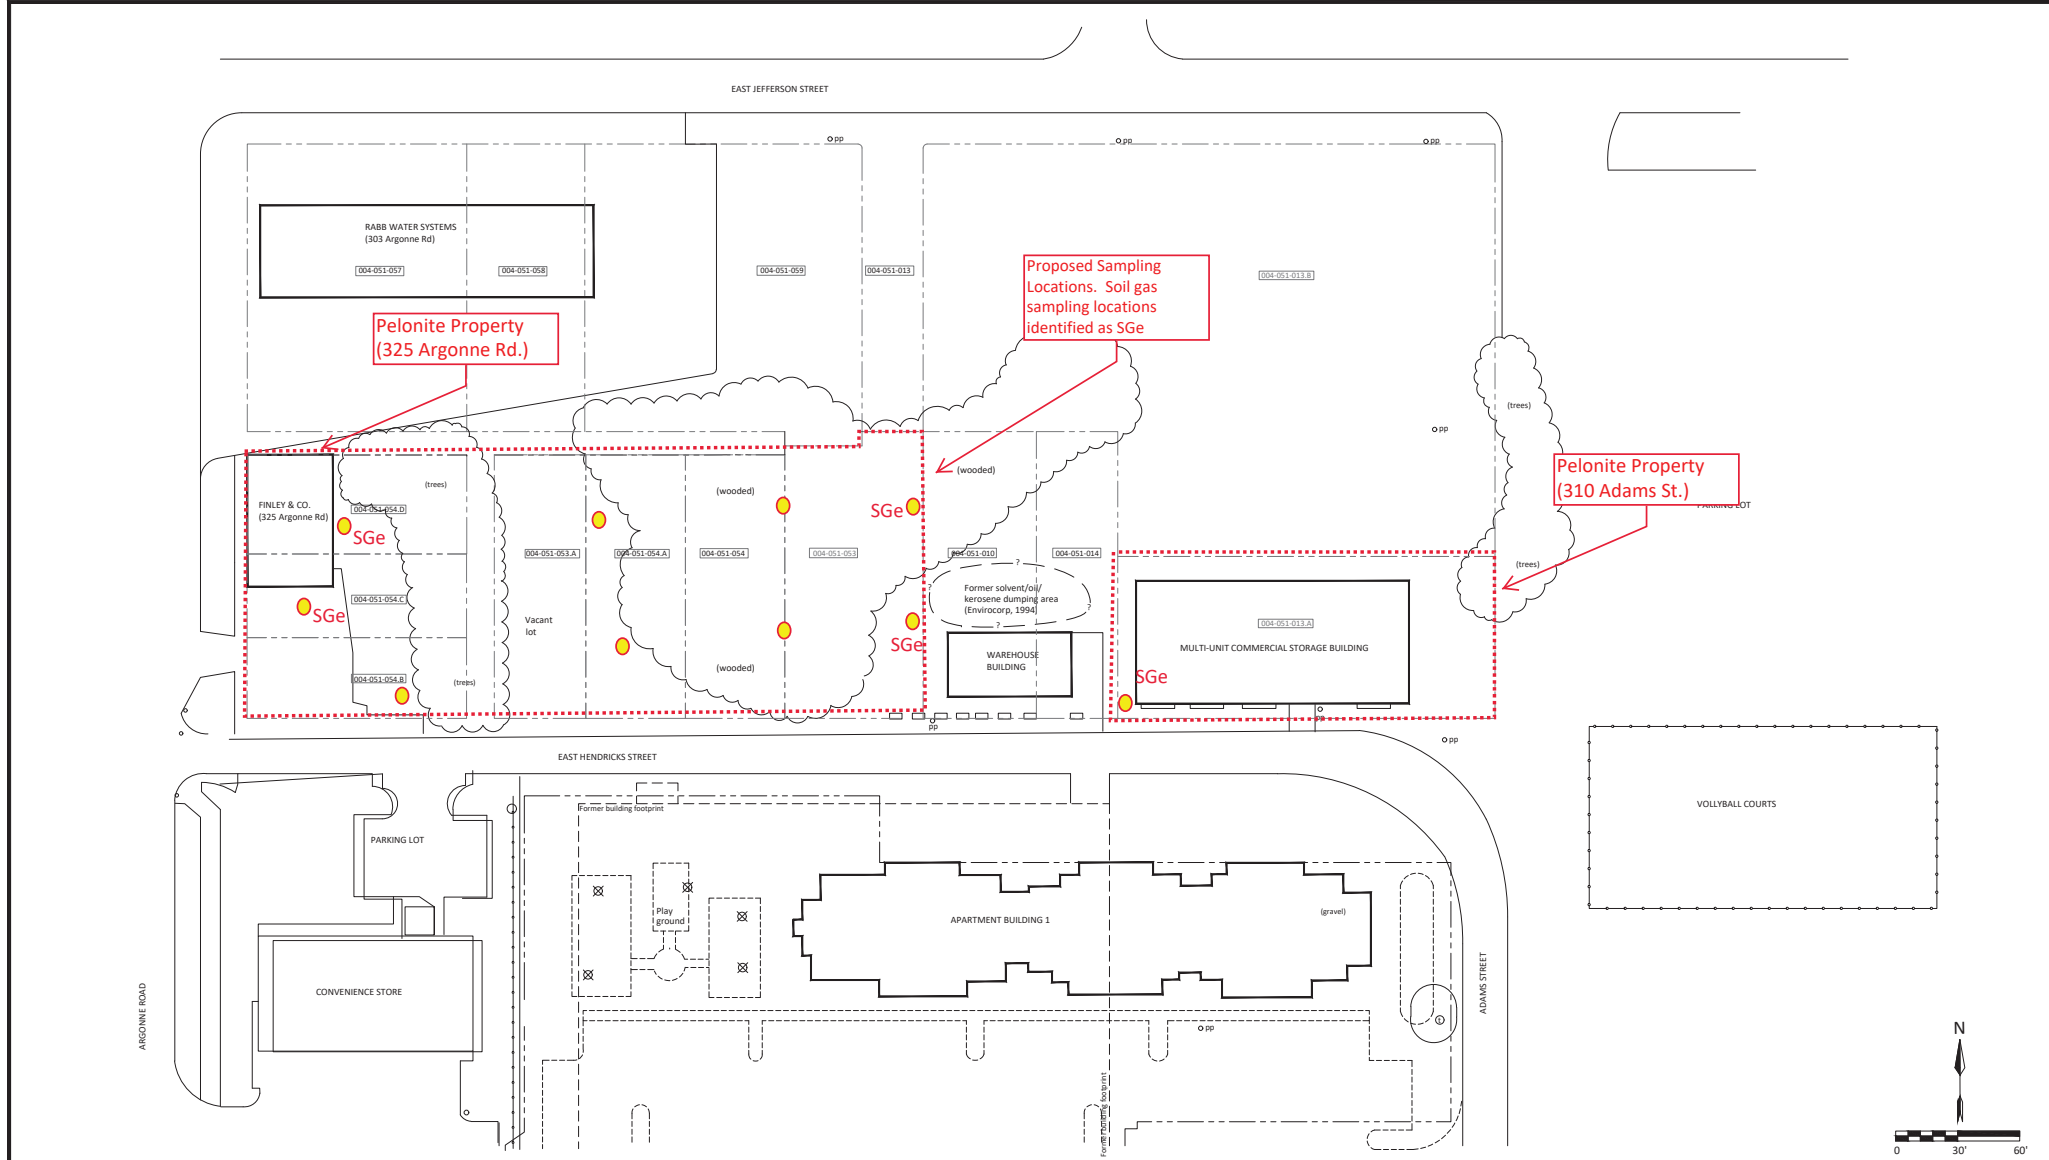 EAST JEFFERSON STREET
pp
pp
pp
RABB WATER SYSTEMS
(303 Argonne Rd)
004-051-057
004-051-058
004-051-059
004-051-013
004-051-013.B
Proposed Sampling
Locations. Soil gas
sampling locations
identified as SGe
Pelonite Property
(325 Argonne Rd.)
(trees)
pp
Pelonite Property
(310 Adams St.)
PARKING LOT
(wooded)
(trees)
(wooded)
FINLEY & CO.
(325 Argonne Rd)
004-051-054.D
SGe
SGe
004-051-053.A
004-051-054.A
004-051-054
004-051-053
004-051-010
004-051-014
?
(trees)
Former solvent/oil/
kerosene dumping area
(Envirocorp, 1994)
?
?
?
004-051-054.C
SGe
Vacant
lot
SGe
004-051-013.A
WAREHOUSE
BUILDING
MULTI-UNIT COMMERCIAL STORAGE BUILDING
(wooded)
004-051-054.B
(trees)
SGe
pp
pp
pp
EAST HENDRICKS STREET
Former building footprint
VOLLYBALL COURTS
PARKING LOT
Play
ground
APARTMENT BUILDING 1
(gravel)
CONVENIENCE STORE
ARGONNE ROAD
ADAMS STREET
pp
Former building footprint
N
0 30' 60'